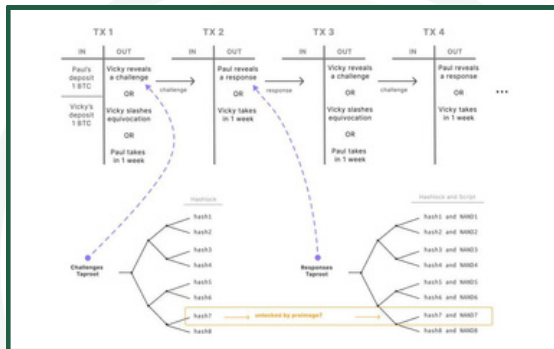 TX 1
TX 2
TX 3
TX 4
IN
OUT
IN
OUT
IN
OUT
IN
OUT
Paul's
deposit
1 BTC
Vicky's
deposit
1 BTC
Vicky reveals
a challenge
OR
Vicky slashes
equivocation
OR
Paul takes
in 1 week
challenge
Paul reveals
a response
OR
Vicky takes
in 1 week
response
Vicky reveals
a challenge
OR
Vicky slashes
equivocation
OR
Paul takes
in 1 week
challenge
Paul reveals
a response
OR
Vicky takes
in 1 week
...
Hashlock
Challenges
Taproot
hash1
hash2
hash3
hash4
hash5
hash6
hash7
hash8
unlocked by preimage7
Hashlock and Script
Responses
Taproot
hash1 and NAND1
hash2 and NAND2
hash3 and NAND3
hash4 and NAND4
hash5 and NAND5
hash6 and NAND6
hash7 and NAND7
hash8 and NAND8